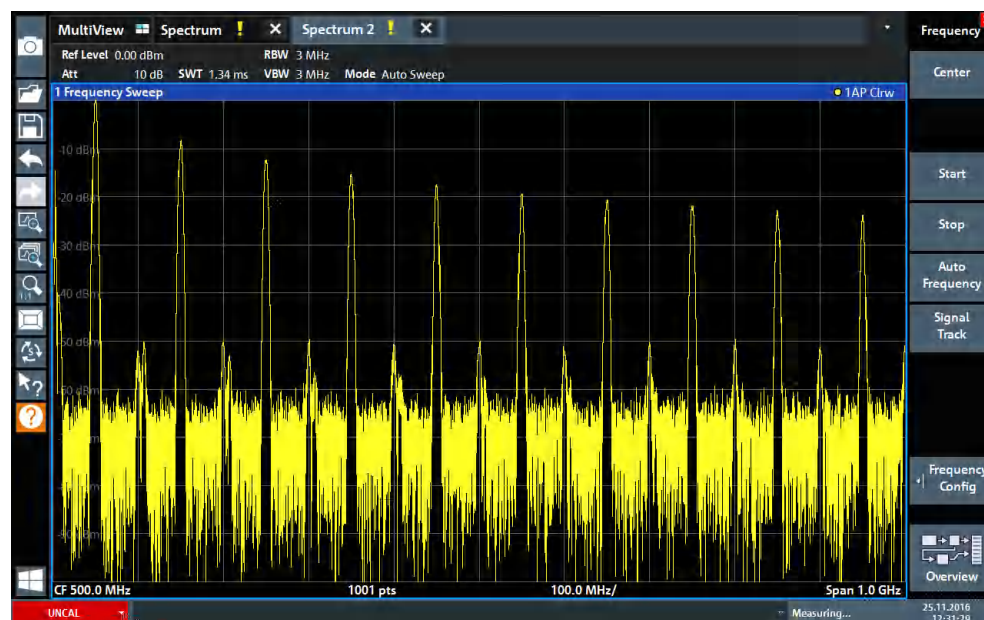 MultiView Spectrum ! X Spectrum 2 ! X
Frequency
Ref Level 0.00 dBm RBW 3 MHz
Att 10 dB SWT 1.34 ms VBW 3 MHz Mode Auto Sweep
Center
1 Frequency Sweep 1AP Clrw
-10 dBm
Start
-20 dBm
Stop
-30 dBm
Auto
Frequency
-40 dBm
Signal
Track
-50 dBm
Frequency
Config
CF 500.0 MHz 1001 pts 100.0 MHz/ Span 1.0 GHz
Overview
UNCAL Measuring... 25.11.2016
12:31:29